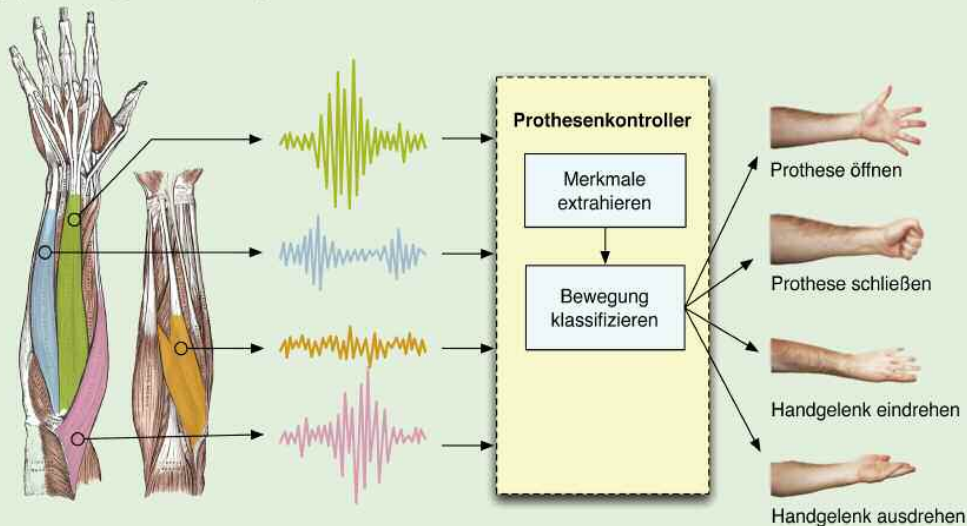 Prothesenkontroller
Merkmale
extrahieren
Bewegung
klassifizieren
Prothese öffnen
Prothese schließen
Handgelenk eindrehen
Handgelenk ausdrehen